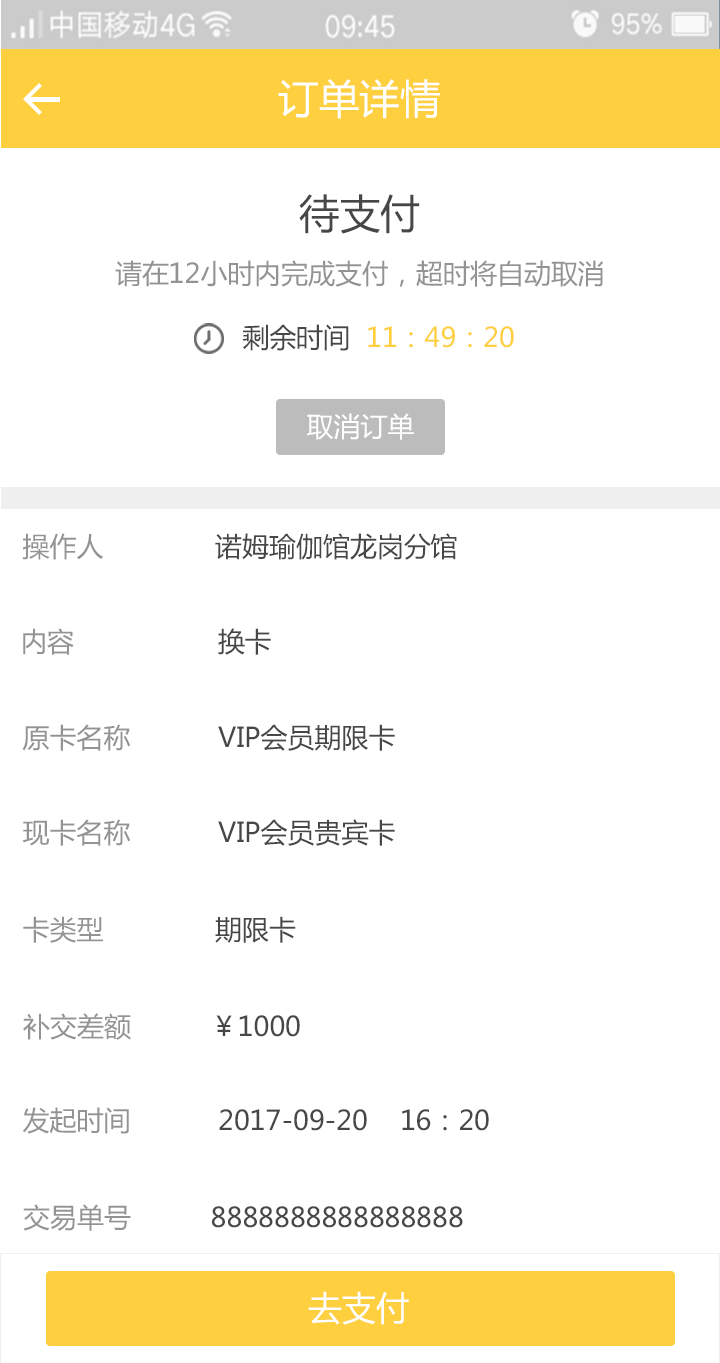 中国移动4G 09:45 95%
订单详情
待支付
请在12小时内完成支付，超时将自动取消
剩余时间 11：49：20
取消订单
操作人 诺姆瑜伽馆龙岗分馆
内容 换卡
原卡名称 VIP会员期限卡
现卡名称 VIP会员贵宾卡
卡类型 期限卡
补交差额 ¥1000
发起时间 2017-09-20 16：20
交易单号 8888888888888888
去支付